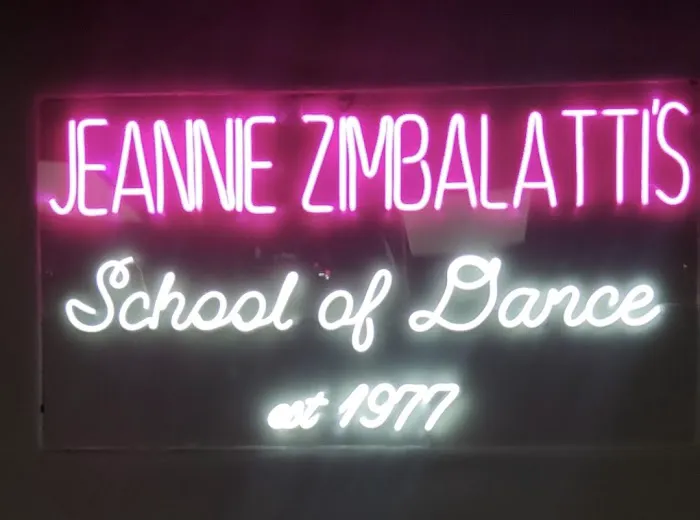 JEANNIE ZIMBALATTI'S
School of Dance
est 1977